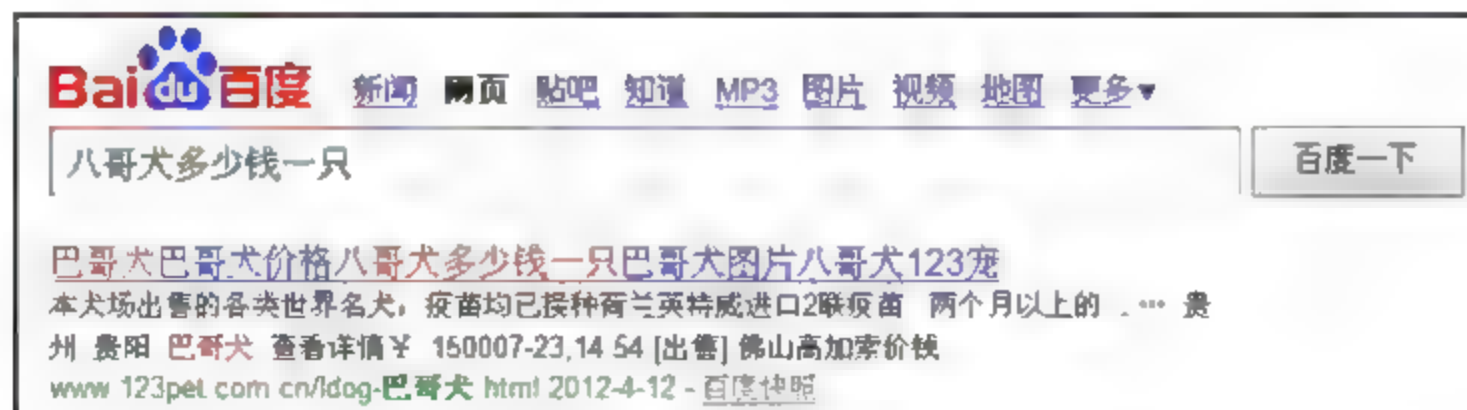 Bai du 百度 新闻 网页 贴吧 知道 MP3 图片 视频 地图 更多▼
八哥犬多少钱一只 百度一下
巴哥犬巴哥犬价格八哥犬多少钱一只巴哥犬图片八哥犬123宠
本犬场出售的各类世界名犬，疫苗均已接种荷兰英特威进口2联疫苗 两个月以上的 . ... 贵
州 贵阳 巴哥犬 查看详情¥ 150007-23,14 54 [出售] 佛山高加索价钱
www 123pet com cn/ldog-巴哥犬 html 2012-4-12 - 百度快照